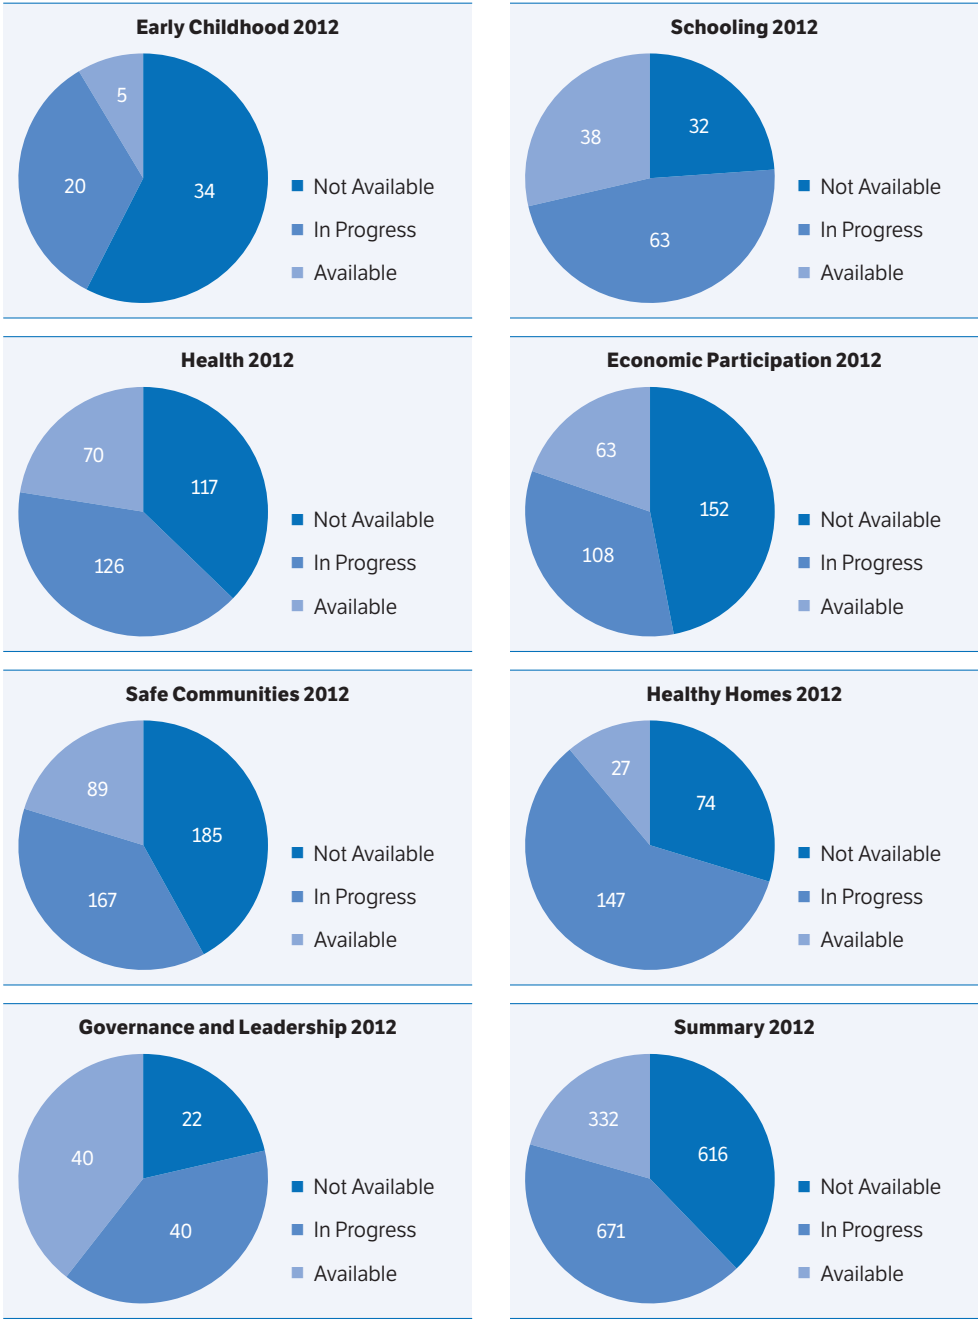 Early Childhood 2012
5
20
34
Not Available
In Progress
Available
Schooling 2012
38
32
63
Not Available
In Progress
Available
Health 2012
70
117
126
Not Available
In Progress
Available
Economic Participation 2012
63
152
108
Not Available
In Progress
Available
Safe Communities 2012
89
185
167
Not Available
In Progress
Available
Healthy Homes 2012
27
74
147
Not Available
In Progress
Available
Governance and Leadership 2012
22
40
40
Not Available
In Progress
Available
Summary 2012
332
616
671
Not Available
In Progress
Available